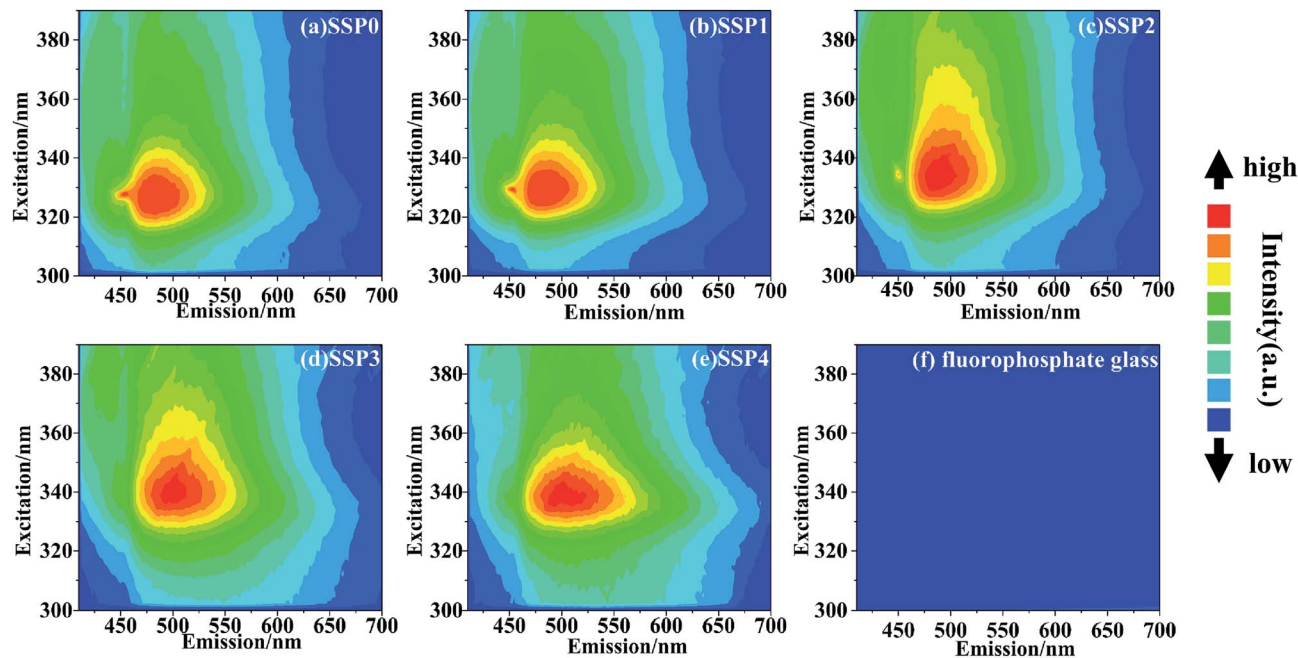 (a)SSP0
380
360
340
320
300
Excitation/nm
450 500 550 600 650 700
Emission/nm
(b)SSP1
380
360
340
320
300
Excitation/nm
450 500 550 600 650 700
Emission/nm
(c)SSP2
380
360
340
320
300
Excitation/nm
450 500 550 600 650 700
Emission/nm
(d)SSP3
380
360
340
320
300
Excitation/nm
450 500 550 600 650 700
Emission/nm
(e)SSP4
380
360
340
320
300
Excitation/nm
450 500 550 600 650 700
Emission/nm
(f) fluorophosphate glass
380
360
340
320
300
Excitation/nm
450 500 550 600 650 700
Emission/nm
high
Intensity(a.u.)
low